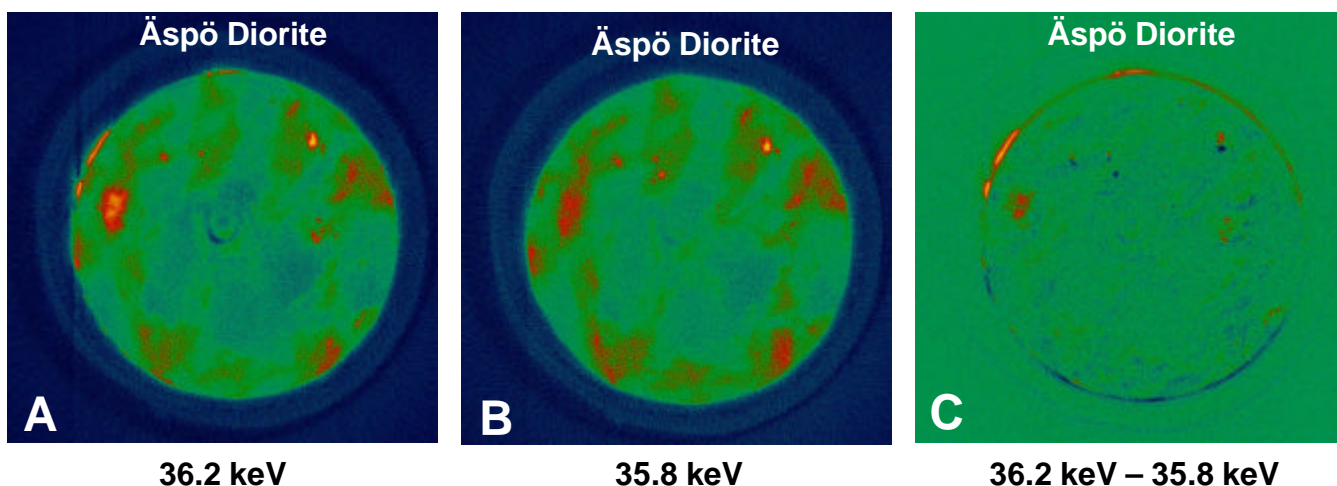 Äspö Diorite
A
36.2 keV
Äspö Diorite
B
35.8 keV
Äspö Diorite
C
36.2 keV – 35.8 keV